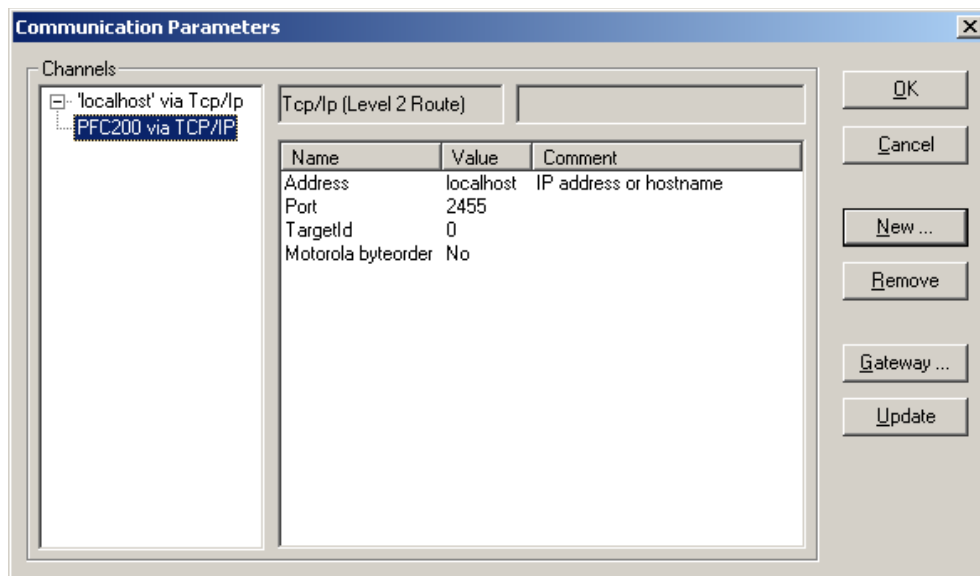 Communication Parameters
Channels
'localhost' via Tcp/Ip
PFC200 via TCP/IP
Tcp/Ip (Level 2 Route)
Name Value Comment
Address localhost IP address or hostname
Port 2455
TargetId 0
Motorola byteorder No
OK
Cancel
New ...
Remove
Gateway ...
Update